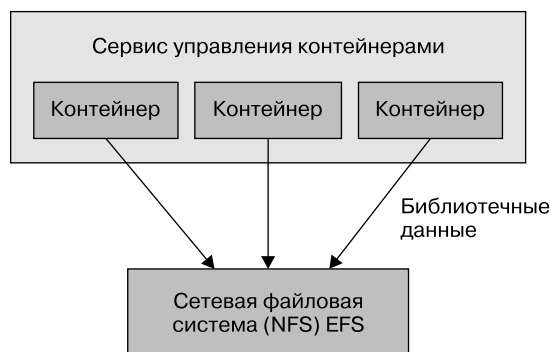 Сервис управления контейнерами
Контейнер
Контейнер
Контейнер
Библиотечные
данные
Сетевая файловая
система (NFS) EFS